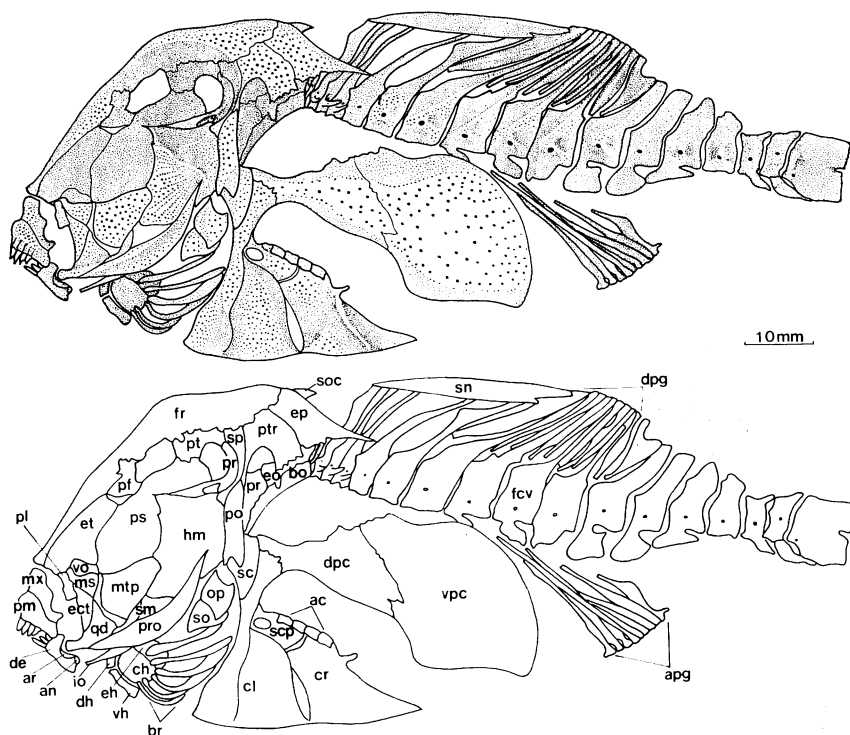 10mm
soc
sn
dpg
fr
ep
sp
ptr
pt
pr
pf
pr
eo
bo
et
ps
po
fcv
hm
pl
vo
ms
mx
mtp
sc
dpc
vpc
op
pm
ect
sm
pro
so
ac
scp
qd
de
ar
an
io
dh
eh
ch
vh
br
cl
cr
apg